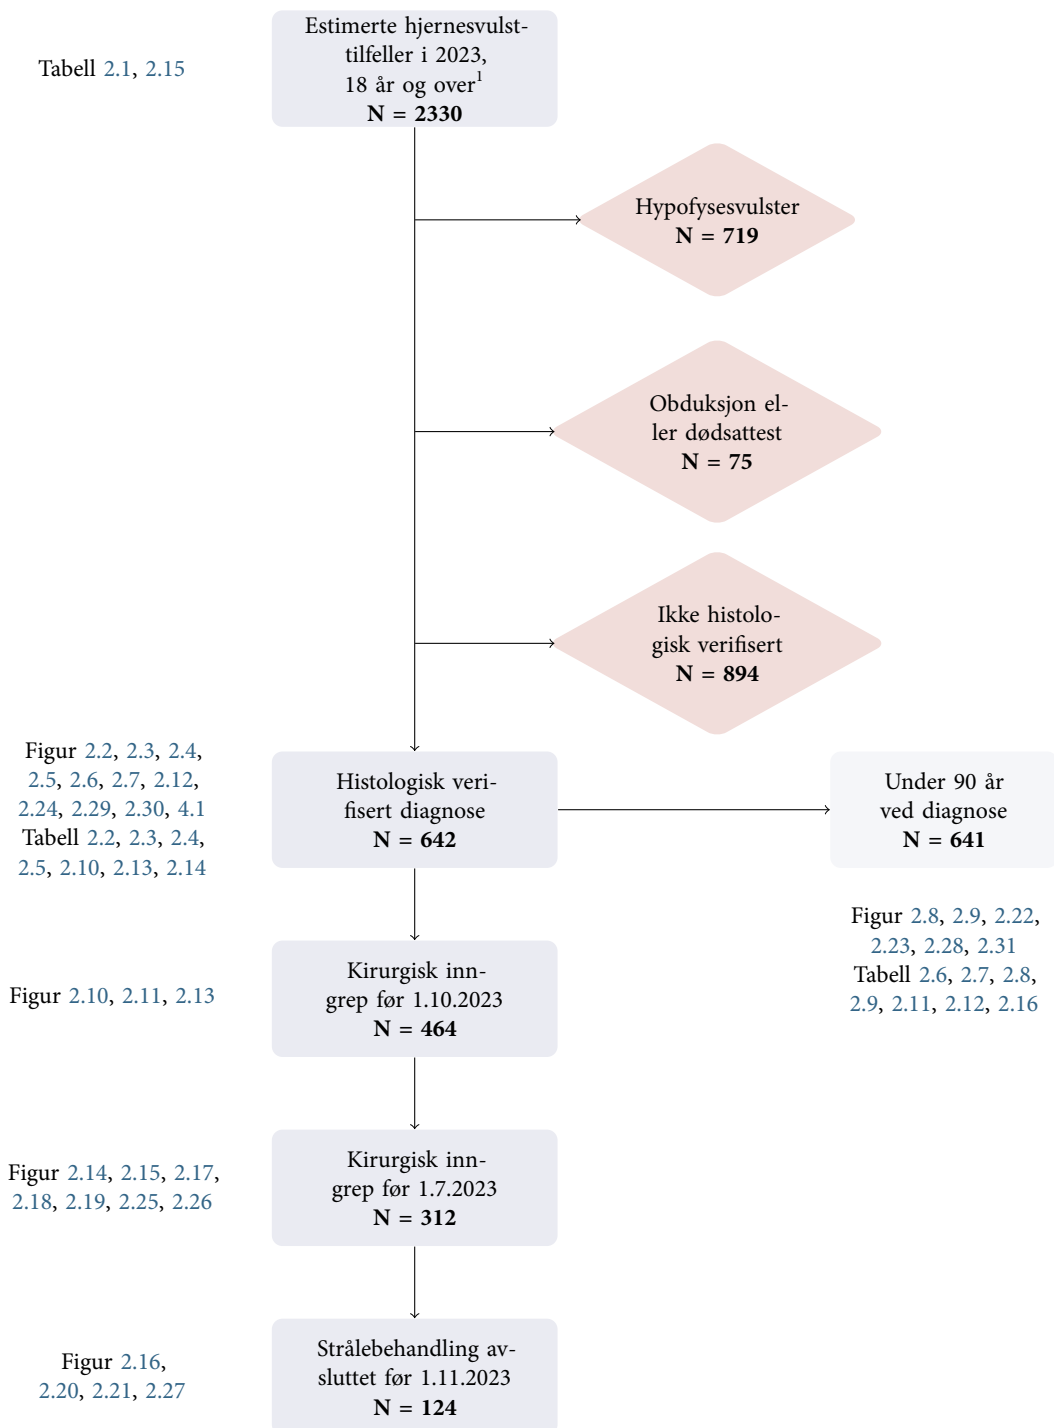 Estimerte hjernesvulst-
tilfeller i 2023,
18 år og over¹
N = 2330
Tabell 2.1, 2.15
Hypofysesvulster
N = 719
Obduksjon el-
ler dødsattest
N = 75
Ikke histolo-
gisk verifisert
N = 894
Figur 2.2, 2.3, 2.4,
2.5, 2.6, 2.7, 2.12,
2.24, 2.29, 2.30, 4.1
Tabell 2.2, 2.3, 2.4,
2.5, 2.10, 2.13, 2.14
Histologisk veri-
fisert diagnose
N = 642
Under 90 år
ved diagnose
N = 641
Figur 2.8, 2.9, 2.22,
2.23, 2.28, 2.31
Tabell 2.6, 2.7, 2.8,
2.9, 2.11, 2.12, 2.16
Figur 2.10, 2.11, 2.13
Kirurgisk inn-
grep før 1.10.2023
N = 464
Figur 2.14, 2.15, 2.17,
2.18, 2.19, 2.25, 2.26
Kirurgisk inn-
grep før 1.7.2023
N = 312
Figur 2.16,
2.20, 2.21, 2.27
Strålebehandling av-
sluttet før 1.11.2023
N = 124